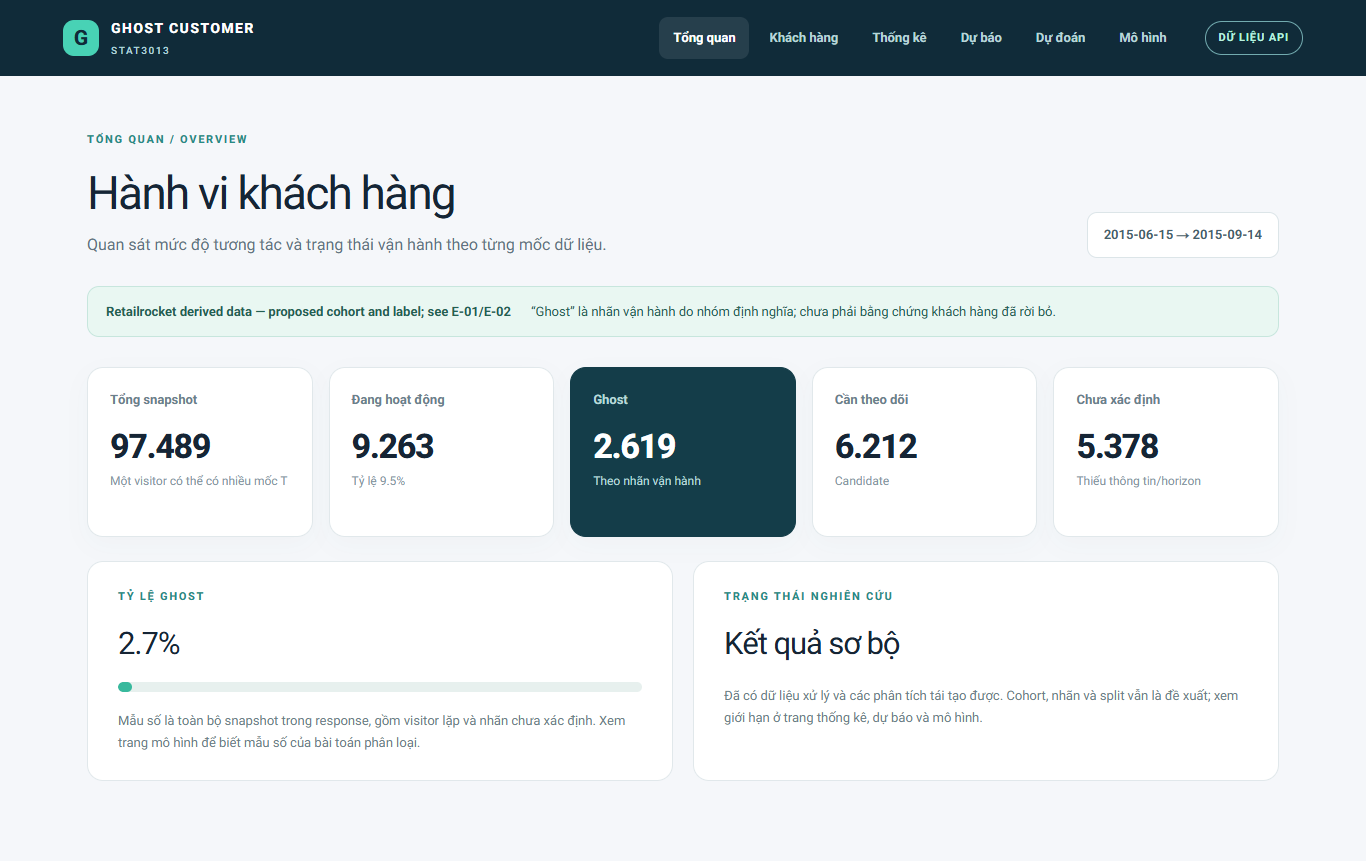 G
GHOST CUSTOMER
STAT3013
Tổng quan
Khách hàng
Thống kê
Dự báo
Dự đoán
Mô hình
DỮ LIỆU API
TỔNG QUAN / OVERVIEW
Hành vi khách hàng
Quan sát mức độ tương tác và trạng thái vận hành theo từng mốc dữ liệu.
2015-06-15 → 2015-09-14
Retailrocket derived data — proposed cohort and label; see E-01/E-02 “Ghost” là nhãn vận hành do nhóm định nghĩa; chưa phải bằng chứng khách hàng đã rời bỏ.
Tổng snapshot
97.489
Một visitor có thể có nhiều mốc T
Đang hoạt động
9.263
Tỷ lệ 9.5%
Ghost
2.619
Theo nhãn vận hành
Cần theo dõi
6.212
Candidate
Chưa xác định
5.378
Thiếu thông tin/horizon
TỶ LỆ GHOST
2.7%
Mẫu số là toàn bộ snapshot trong response, gồm visitor lặp và nhãn chưa xác định. Xem
trang mô hình để biết mẫu số của bài toán phân loại.
TRẠNG THÁI NGHIÊN CỨU
Kết quả sơ bộ
Đã có dữ liệu xử lý và các phân tích tái tạo được. Cohort, nhãn và split vẫn là đề xuất; xem
giới hạn ở trang thống kê, dự báo và mô hình.